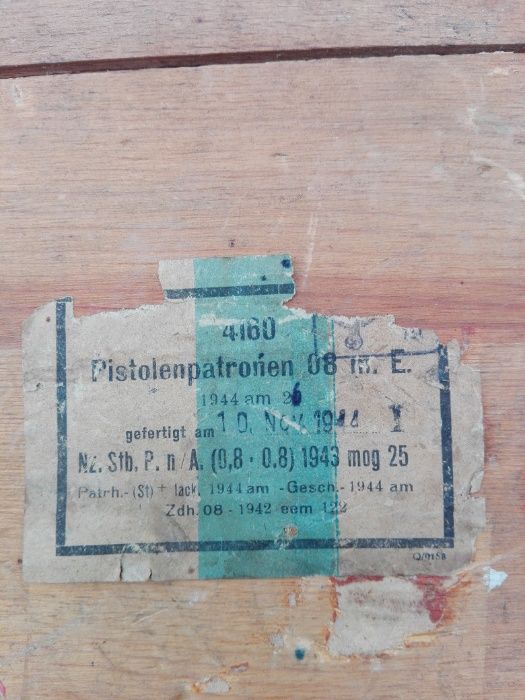 4160
Pistolenpatronen 08 m. E.
1944 am 26
gefertigt am 10. Nov. 1944 I
Nz. Stb. P. n/A. (0,8 · 0.8) 1943 mog 25
Patrh.-(St)+ lack. 1944 am - Gesch.- 1944 am
Zdh. 08 - 1942 eem 122